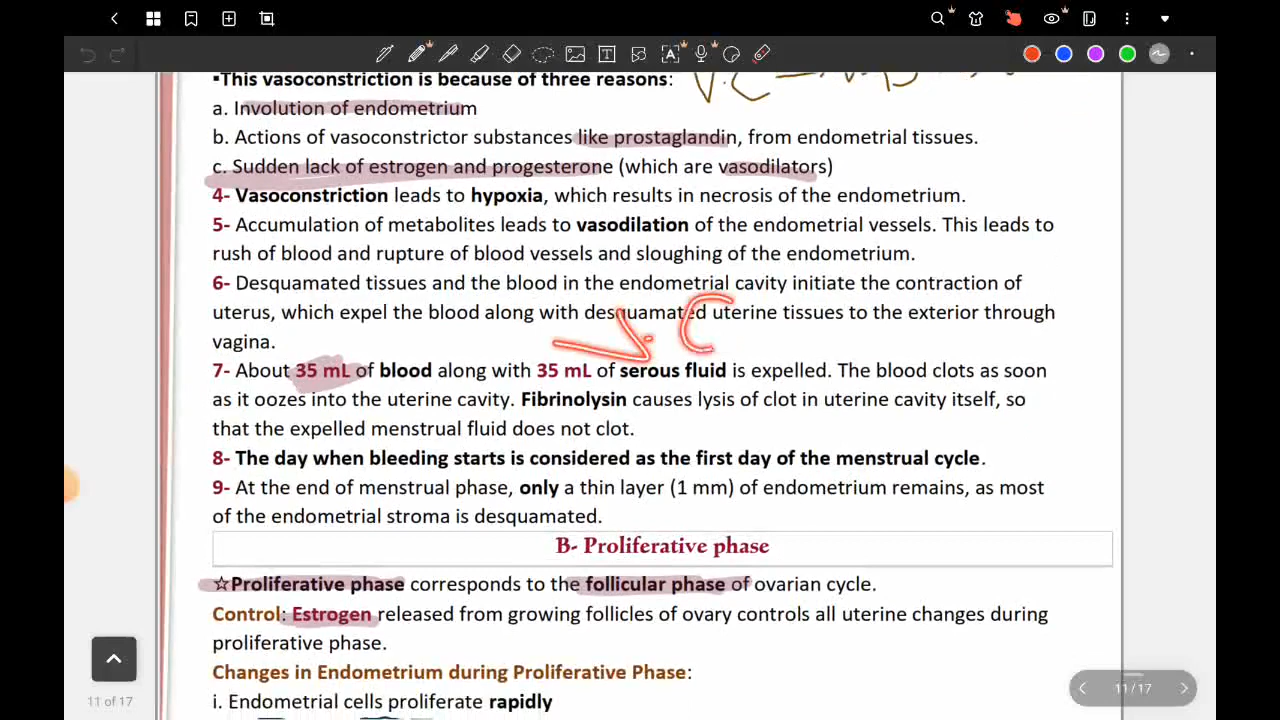 ▪This vasoconstriction is because of three reasons:
a. Involution of endometrium
b. Actions of vasoconstrictor substances like prostaglandin, from endometrial tissues.
c. Sudden lack of estrogen and progesterone (which are vasodilators)
4- Vasoconstriction leads to hypoxia, which results in necrosis of the endometrium.
5- Accumulation of metabolites leads to vasodilation of the endometrial vessels. This leads to
rush of blood and rupture of blood vessels and sloughing of the endometrium.
6- Desquamated tissues and the blood in the endometrial cavity initiate the contraction of
uterus, which expel the blood along with desquamated uterine tissues to the exterior through
vagina.
V.C
7- About 35 mL of blood along with 35 mL of serous fluid is expelled. The blood clots as soon
as it oozes into the uterine cavity. Fibrinolysin causes lysis of clot in uterine cavity itself, so
that the expelled menstrual fluid does not clot.
8- The day when bleeding starts is considered as the first day of the menstrual cycle.
9- At the end of menstrual phase, only a thin layer (1 mm) of endometrium remains, as most
of the endometrial stroma is desquamated.
B- Proliferative phase
☆Proliferative phase corresponds to the follicular phase of ovarian cycle.
Control: Estrogen released from growing follicles of ovary controls all uterine changes during
proliferative phase.
Changes in Endometrium during Proliferative Phase:
i. Endometrial cells proliferate rapidly
11 of 17
11/17